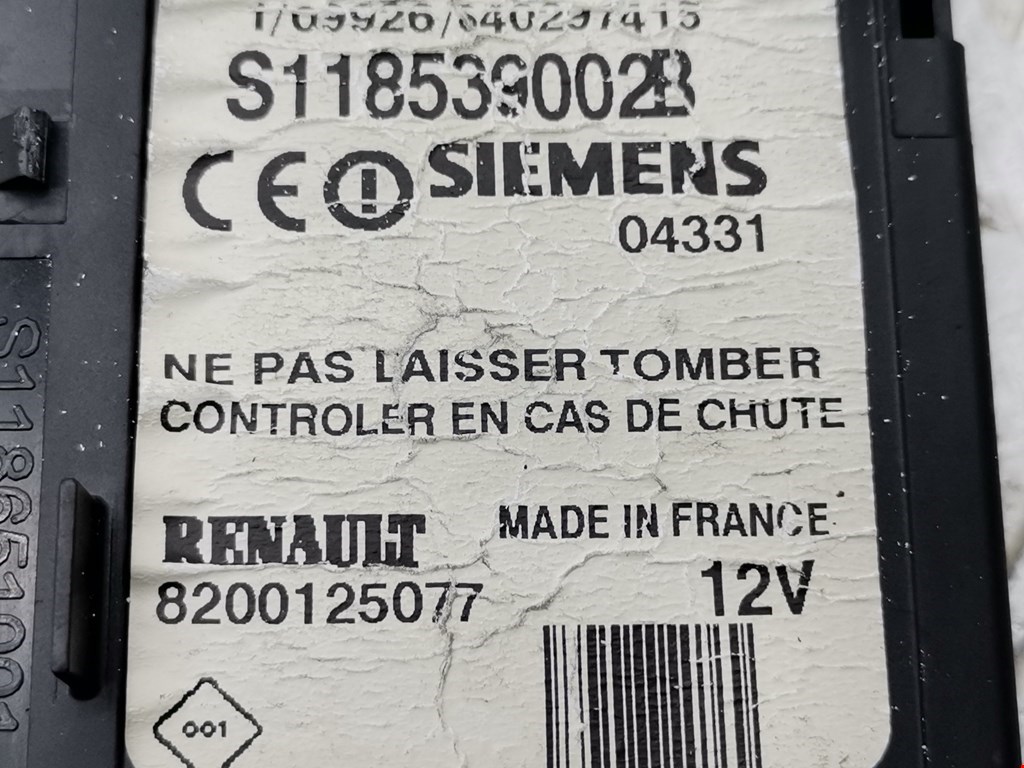 S118539002B
CE SIEMENS
04331
NE PAS LAISSER TOMBER
CONTROLER EN CAS DE CHUTE
RENAULT
MADE IN FRANCE
8200125077
12V
001
S118651001